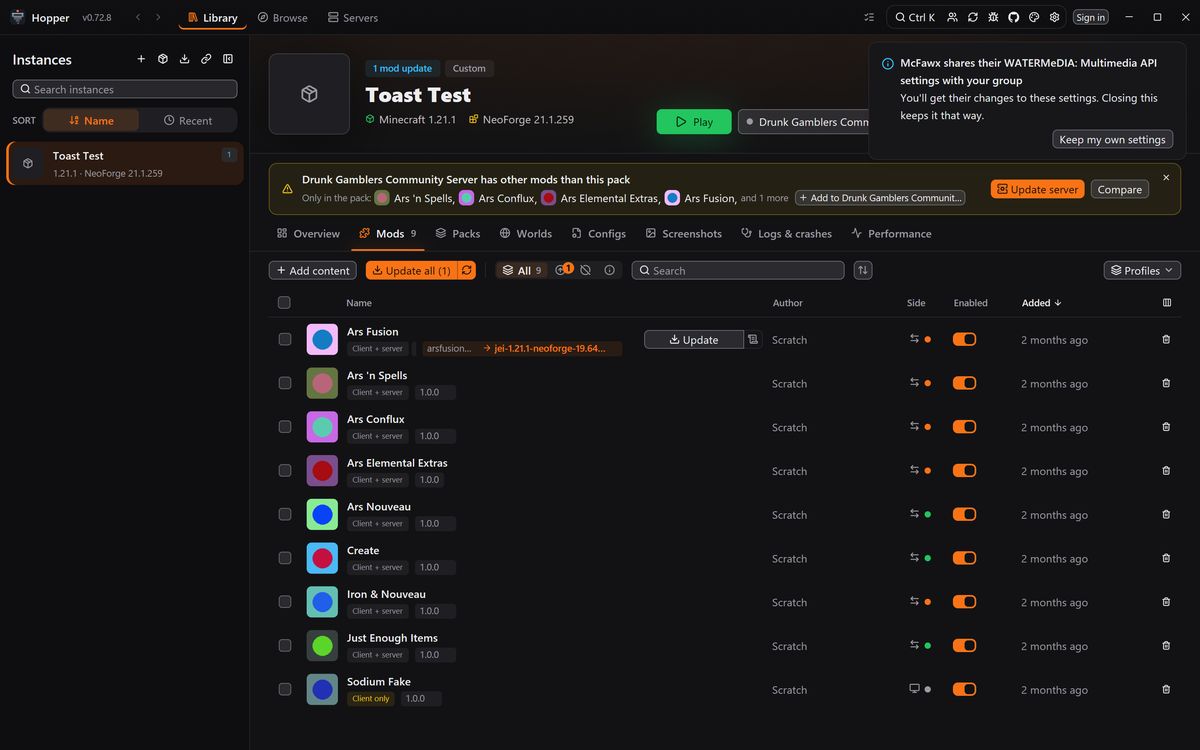 Hopper v0.72.8 Library Browse Servers Ctrl K Sign in
Instances
Search instances
SORT Name Recent
Toast Test 1
1.21.1 · NeoForge 21.1.259
1 mod update Custom
Toast Test
Minecraft 1.21.1 NeoForge 21.1.259
Play Drunk Gamblers Comm
McFawx shares their WATERMeDIA: Multimedia API
settings with your group
You'll get their changes to these settings. Closing this
keeps it that way.
Keep my own settings
Drunk Gamblers Community Server has other mods than this pack
Only in the pack: Ars 'n Spells, Ars Conflux, Ars Elemental Extras, Ars Fusion, and 1 more + Add to Drunk Gamblers Communit...
Update server Compare
Overview Mods 9 Packs Worlds Configs Screenshots Logs & crashes Performance
+ Add content Update all (1) All 9 1 Search Profiles
Name Author Side Enabled Added
Ars Fusion
Client + server arsfusion... → jei-1.21.1-neoforge-19.64... Update Scratch 2 months ago
Ars 'n Spells
Client + server 1.0.0 Scratch 2 months ago
Ars Conflux
Client + server 1.0.0 Scratch 2 months ago
Ars Elemental Extras
Client + server 1.0.0 Scratch 2 months ago
Ars Nouveau
Client + server 1.0.0 Scratch 2 months ago
Create
Client + server 1.0.0 Scratch 2 months ago
Iron & Nouveau
Client + server 1.0.0 Scratch 2 months ago
Just Enough Items
Client + server 1.0.0 Scratch 2 months ago
Sodium Fake
Client only 1.0.0 Scratch 2 months ago